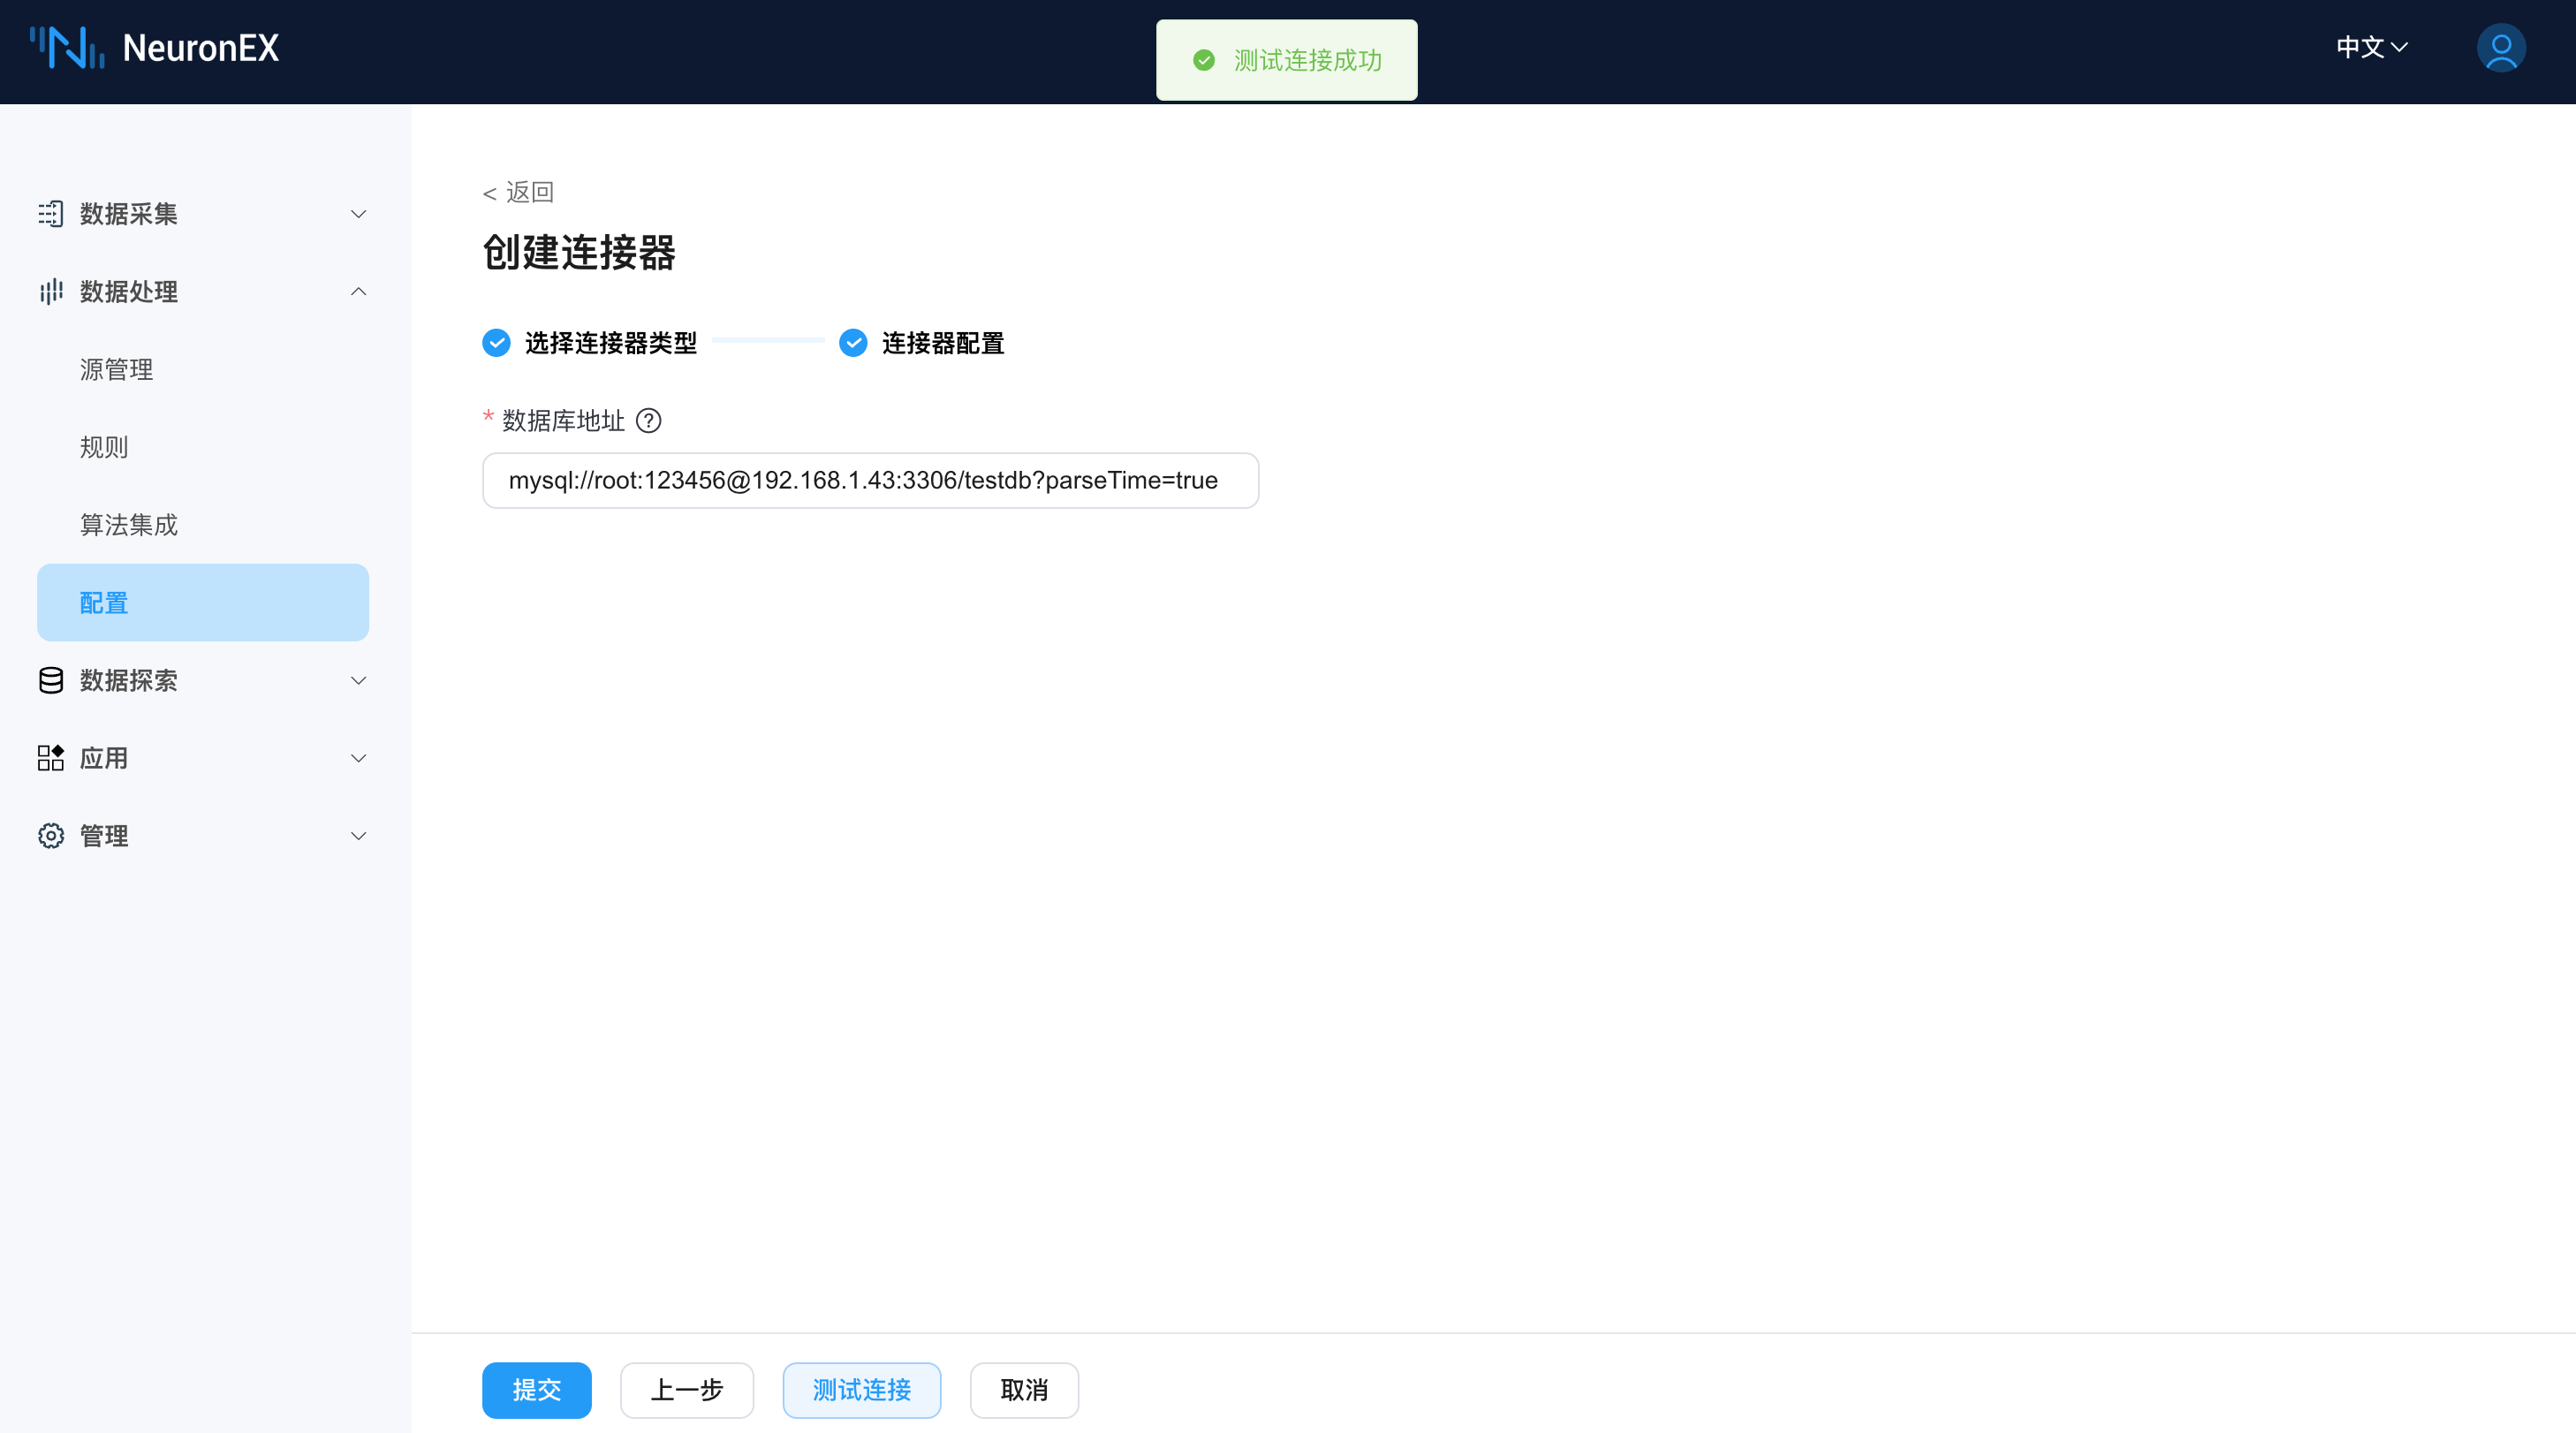 NeuronEX
测试连接成功
中文
数据采集
数据处理
源管理
规则
算法集成
配置
数据探索
应用
管理
< 返回
创建连接器
选择连接器类型
连接器配置
* 数据库地址 ?
mysql://root:123456@192.168.1.43:3306/testdb?parseTime=true
提交
上一步
测试连接
取消